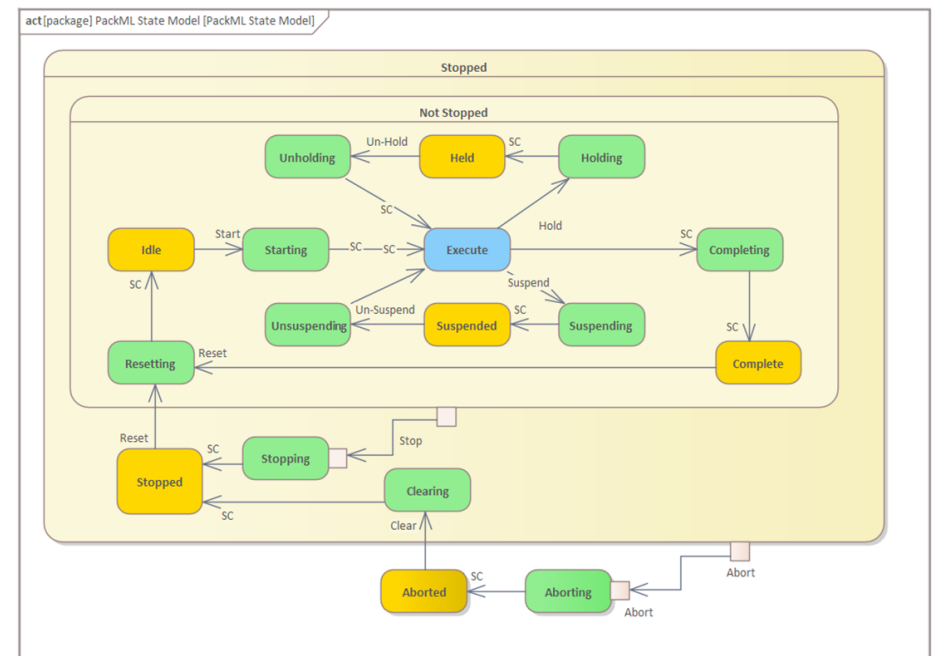 act [package] PackML State Model [PackML State Model]
Stopped
Not Stopped
Unholding
Un-Hold
Held
SC
Holding
SC
Hold
Idle
Start
Starting
SC
SC
Execute
SC
Completing
SC
Suspend
Unsuspending
Un-Suspend
Suspended
SC
Suspending
SC
Resetting
Reset
Complete
Stop
Reset
Stopped
SC
Stopping
Clearing
SC
Clear
Abort
Aborted
SC
Aborting
Abort